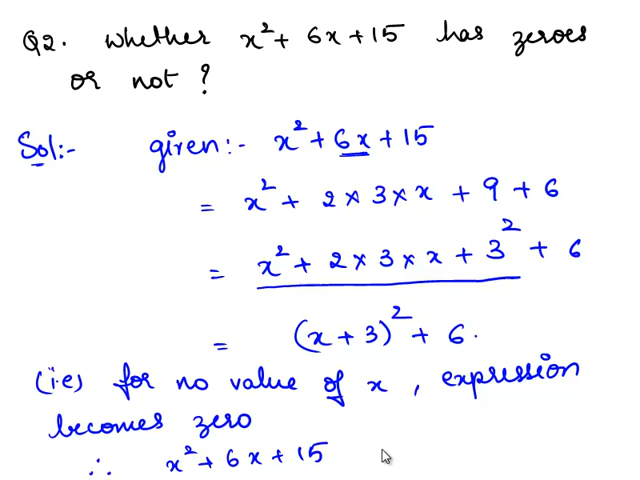 Q2. Whether x² + 6x + 15 has zeroes
or not ?
Sol:- given:- x² + 6x + 15
= x² + 2 × 3 × x + 9 + 6
= x² + 2 × 3 × x + 3² + 6
= (x + 3)² + 6.
(i.e) for no value of x , expression
becomes zero
∴ x² + 6x + 15